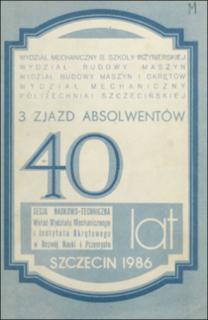 M
WYDZIAŁ MECHANICZNY B. SZKOŁY INŻYNIERSKIEJ
WYDZIAŁ BUDOWY MASZYN
WYDZIAŁ BUDOWY MASZYN I OKRĘTÓW
WYDZIAŁ MECHANICZNY
POLITECHNIKI SZCZECIŃSKIEJ
3 ZJAZD ABSOLWENTÓW
40
lat
SESJA NAUKOWO-TECHNICZNA
Wkład Wydziału Mechanicznego
i Instytutu Okrętowego
w Rozwój Nauki i Przemysłu
SZCZECIN 1986